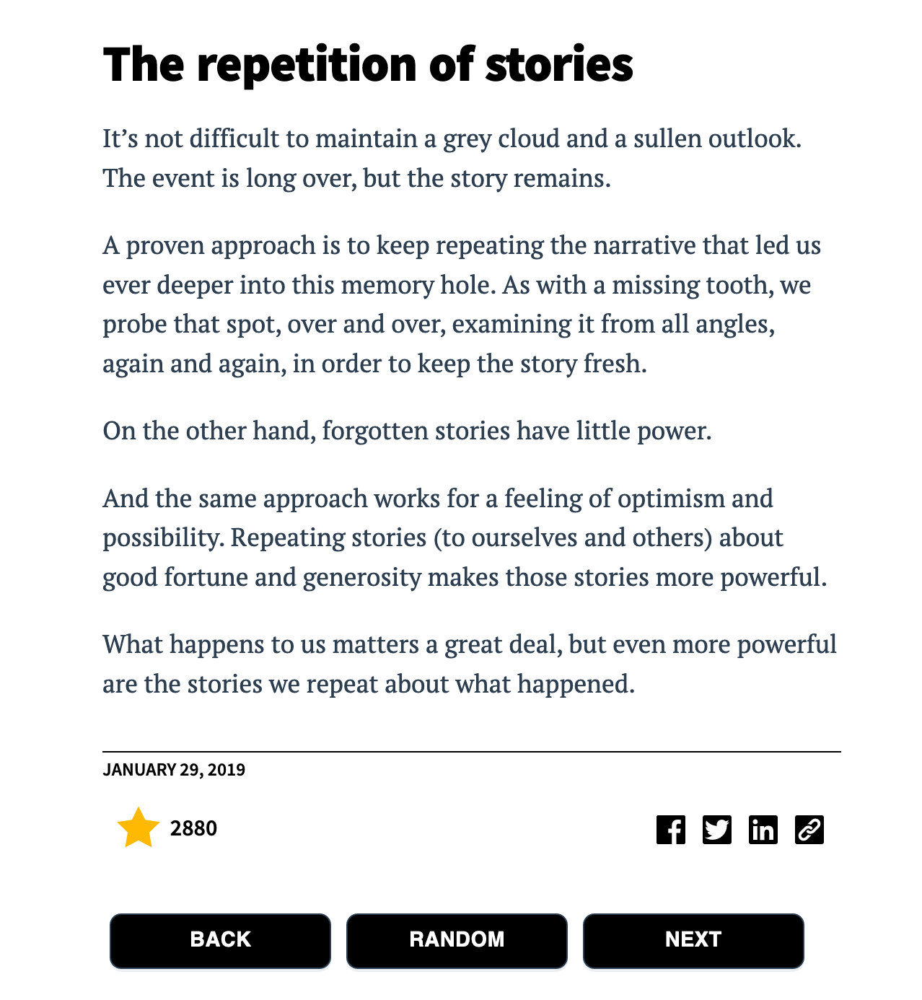 The repetition of stories
It’s not difficult to maintain a grey cloud and a sullen outlook.
The event is long over, but the story remains.
A proven approach is to keep repeating the narrative that led us
ever deeper into this memory hole. As with a missing tooth, we
probe that spot, over and over, examining it from all angles,
again and again, in order to keep the story fresh.
On the other hand, forgotten stories have little power.
And the same approach works for a feeling of optimism and
possibility. Repeating stories (to ourselves and others) about
good fortune and generosity makes those stories more powerful.
What happens to us matters a great deal, but even more powerful
are the stories we repeat about what happened.
JANUARY 29, 2019
2880
BACK RANDOM NEXT